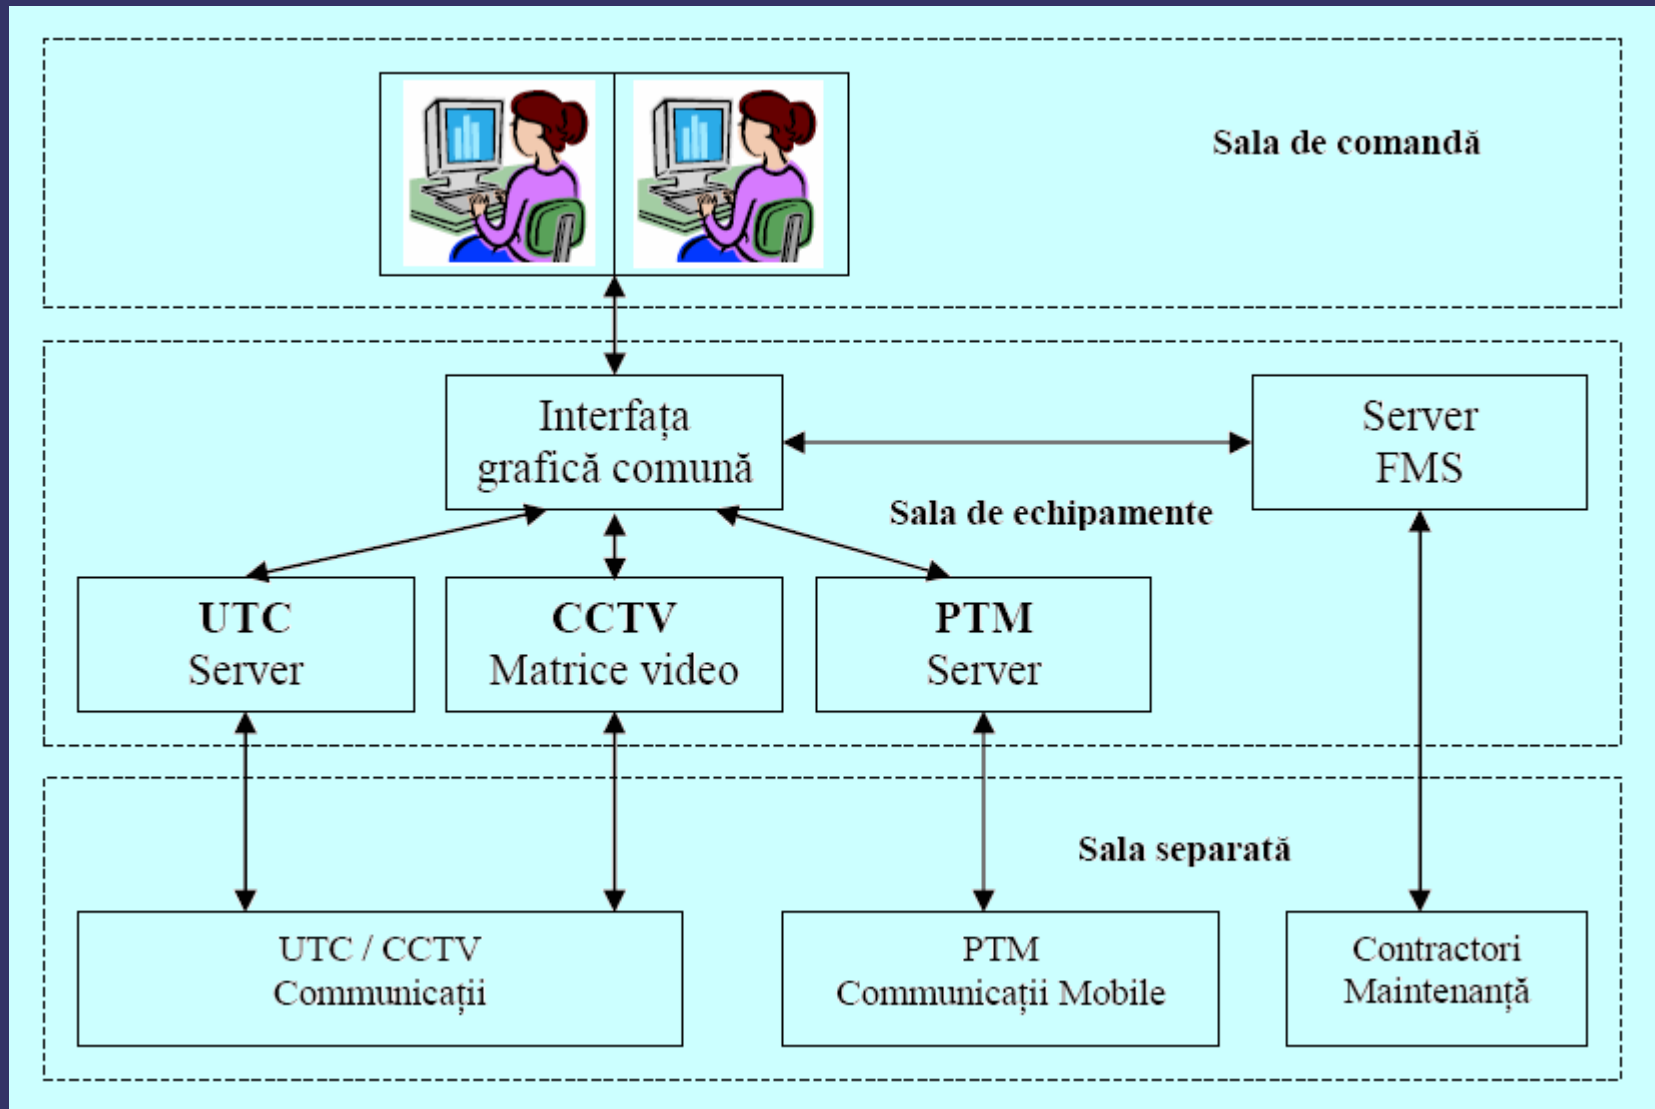 Sala de comandă
Interfața
grafică comună
Server
FMS
Sala de echipamente
UTC
Server
CCTV
Matrice video
PTM
Server
Sala separată
UTC / CCTV
Communicații
PTM
Communicații Mobile
Contractori
Maintenanță